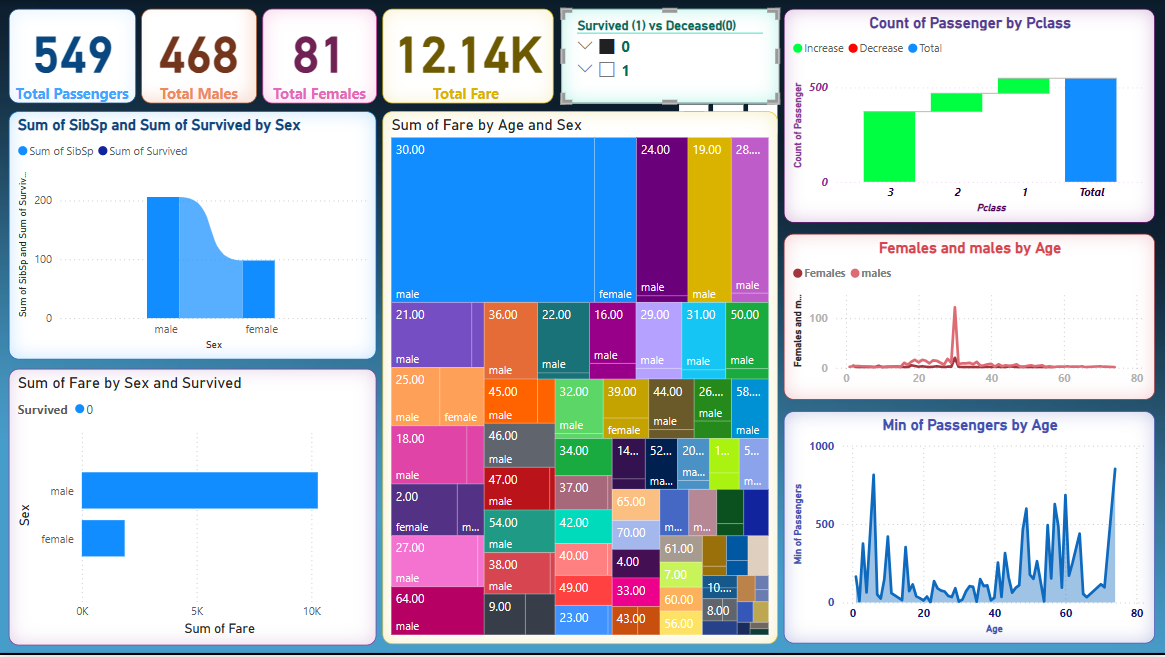 549
Total Passengers
468
Total Males
81
Total Females
12.14K
Total Fare
Survived (1) vs Deceased(0)
0
1
Count of Passenger by Pclass
Increase Decrease Total
Count of Passenger
500
0
3 2 1 Total
Pclass
Sum of SibSp and Sum of Survived by Sex
Sum of SibSp Sum of Survived
Sum of SibSp and Sum of Surviv...
200
100
0
male female
Sex
Sum of Fare by Sex and Survived
Survived 0
Sex
male
female
0K 5K 10K
Sum of Fare
Sum of Fare by Age and Sex
30.00
male
female
24.00
male
19.00
male
28....
male
21.00
male
36.00
male
22.00
male
16.00
male
29.00
male
31.00
male
50.00
male
25.00
male
female
45.00
male
32.00
male
39.00
female
44.00
male
26....
male
58....
male
18.00
male
46.00
male
34.00
14...
52...
ma...
20...
ma...
1...
5...
m...
2.00
female
m...
47.00
male
37.00
65.00
m...
m...
54.00
male
42.00
70.00
27.00
male
38.00
male
40.00
4.00
61.00
7.00
49.00
33.00
60.00
10....
64.00
male
9.00
23.00
43.00
56.00
8.00
Females and males by Age
Females males
Females and m...
100
0
0 20 40 60 80
Min of Passengers by Age
Min of Passengers
1000
500
0
0 20 40 60 80
Age